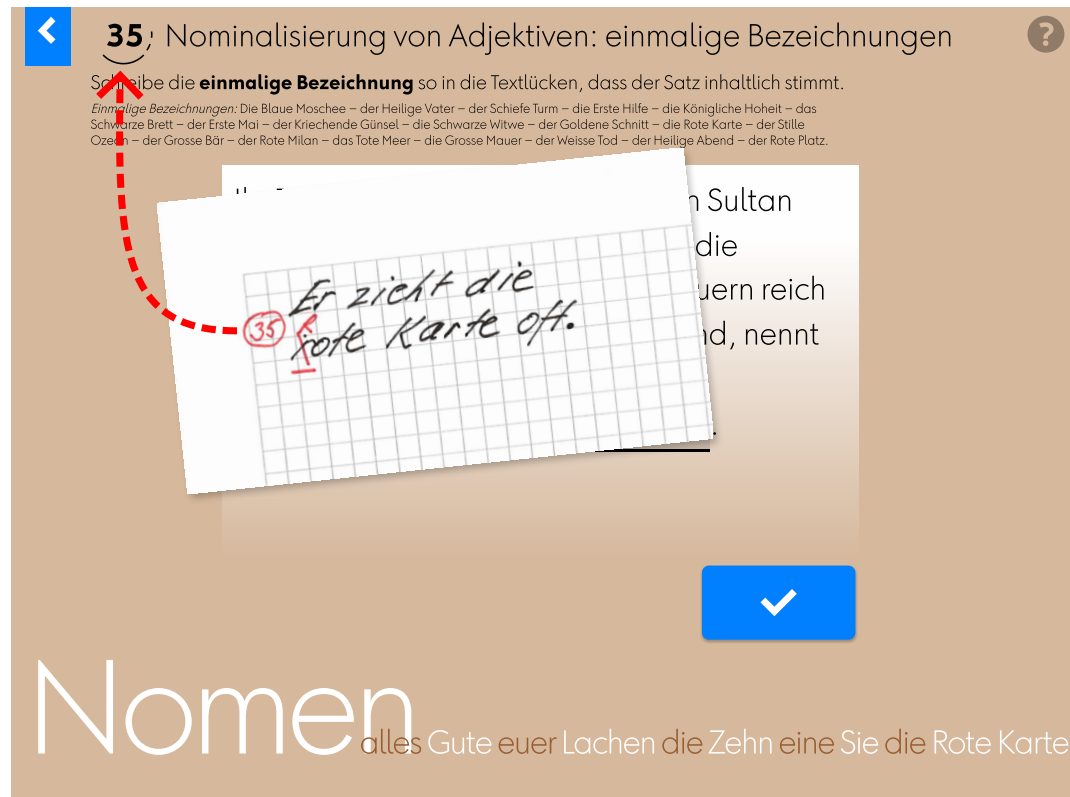 35, Nominalisierung von Adjektiven: einmalige Bezeichnungen
?
Schreibe die einmalige Bezeichnung so in die Textlücken, dass der Satz inhaltlich stimmt.
Einmalige Bezeichnungen: Die Blaue Moschee – der Heilige Vater – der Schiefe Turm – die Erste Hilfe – die Königliche Hoheit – das
Schwarze Brett – der Erste Mai – der Kriechende Günsel – die Schwarze Witwe – der Goldene Schnitt – die Rote Karte – der Stille
Ozean – der Grosse Bär – der Rote Milan – das Tote Meer – die Grosse Mauer – der Weisse Tod – der Heilige Abend – der Rote Platz.
Sultan
die
uern reich
nd, nennt
.
Er zieht die
35 R
rote Karte oft.
Nomen
alles Gute euer Lachen die Zehn eine Sie die Rote Karte